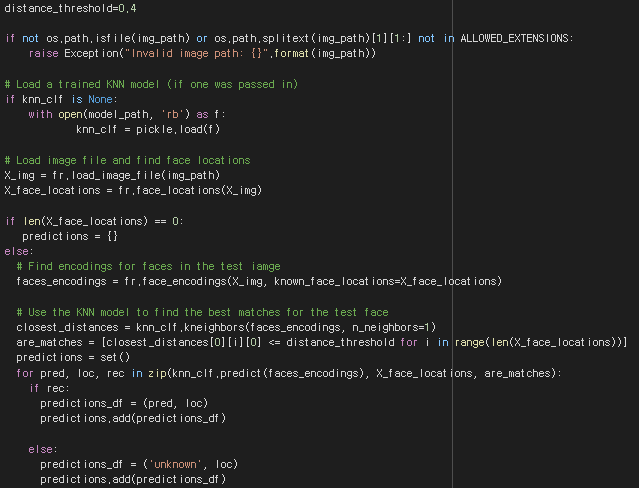 distance_threshold=0.4
if not os.path.isfile(img_path) or os.path.splitext(img_path)[1][1:] not in ALLOWED_EXTENSIONS:
    raise Exception("Invalid image path: {}".format(img_path))
# Load a trained KNN model (if one was passed in)
if knn_clf is None:
    with open(model_path, 'rb') as f:
            knn_clf = pickle.load(f)
# Load image file and find face locations
X_img = fr.load_image_file(img_path)
X_face_locations = fr.face_locations(X_img)
if len(X_face_locations) == 0:
   predictions = {}
else:
  # Find encodings for faces in the test iamge
  faces_encodings = fr.face_encodings(X_img, known_face_locations=X_face_locations)
  # Use the KNN model to find the best matches for the test face
  closest_distances = knn_clf.kneighbors(faces_encodings, n_neighbors=1)
  are_matches = [closest_distances[0][i][0] <= distance_threshold for i in range(len(X_face_locations))]
  predictions = set()
  for pred, loc, rec in zip(knn_clf.predict(faces_encodings), X_face_locations, are_matches):
    if rec:
      predictions_df = (pred, loc)
      predictions.add(predictions_df)
    else:
      predictions_df = ('unknown', loc)
      predictions.add(predictions_df)